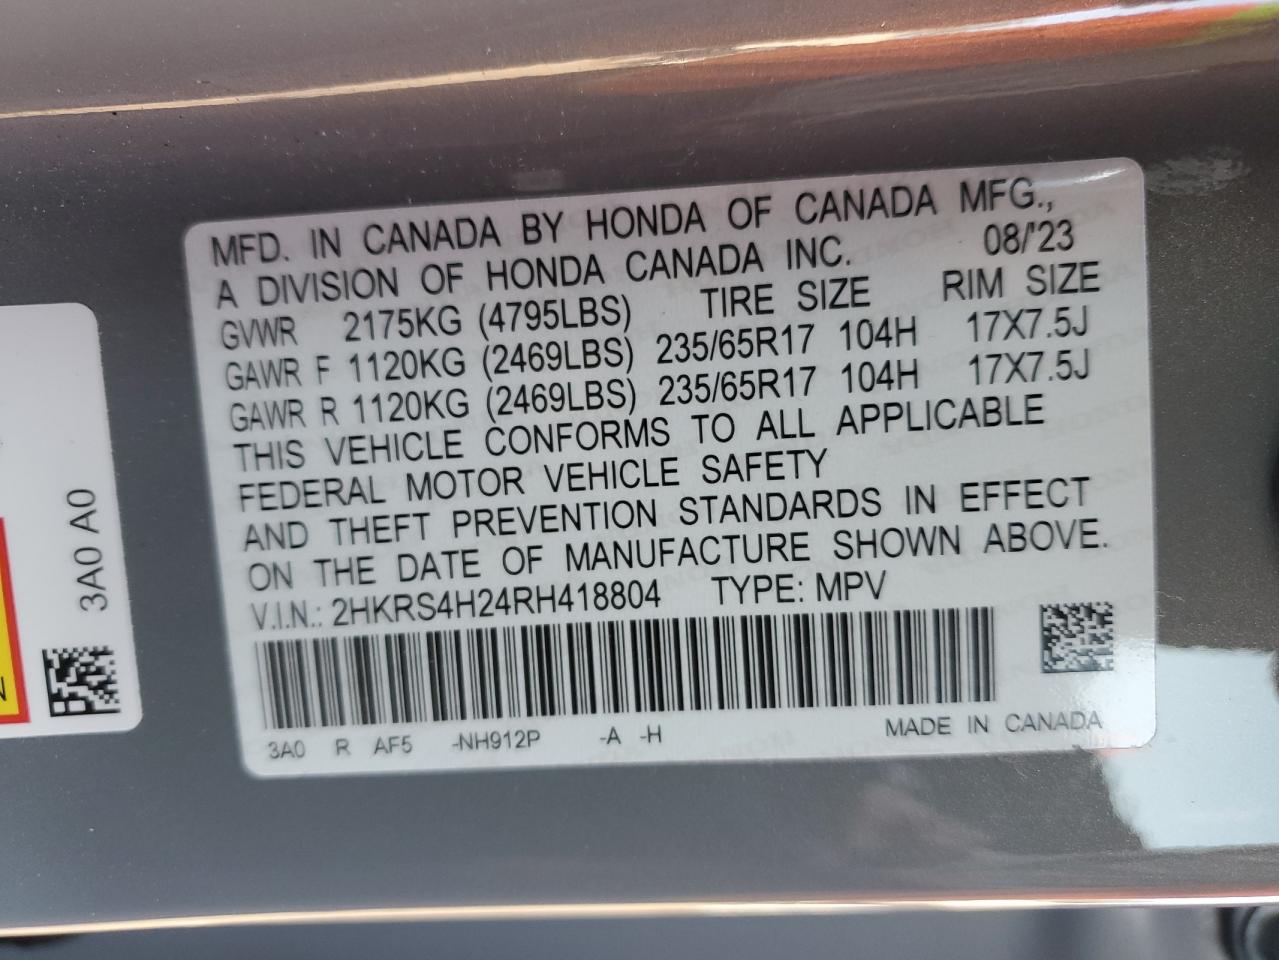 MFD. IN CANADA BY HONDA OF CANADA MFG.,
A DIVISION OF HONDA CANADA INC. 08/'23
GVWR 2175KG (4795LBS) TIRE SIZE RIM SIZE
GAWR F 1120KG (2469LBS) 235/65R17 104H 17X7.5J
GAWR R 1120KG (2469LBS) 235/65R17 104H 17X7.5J
THIS VEHICLE CONFORMS TO ALL APPLICABLE
FEDERAL MOTOR VEHICLE SAFETY
AND THEFT PREVENTION STANDARDS IN EFFECT
ON THE DATE OF MANUFACTURE SHOWN ABOVE.
V.I.N.: 2HKRS4H24RH418804 TYPE: MPV
3A0 R AF5 -NH912P -A -H MADE IN CANADA
3A0 A0